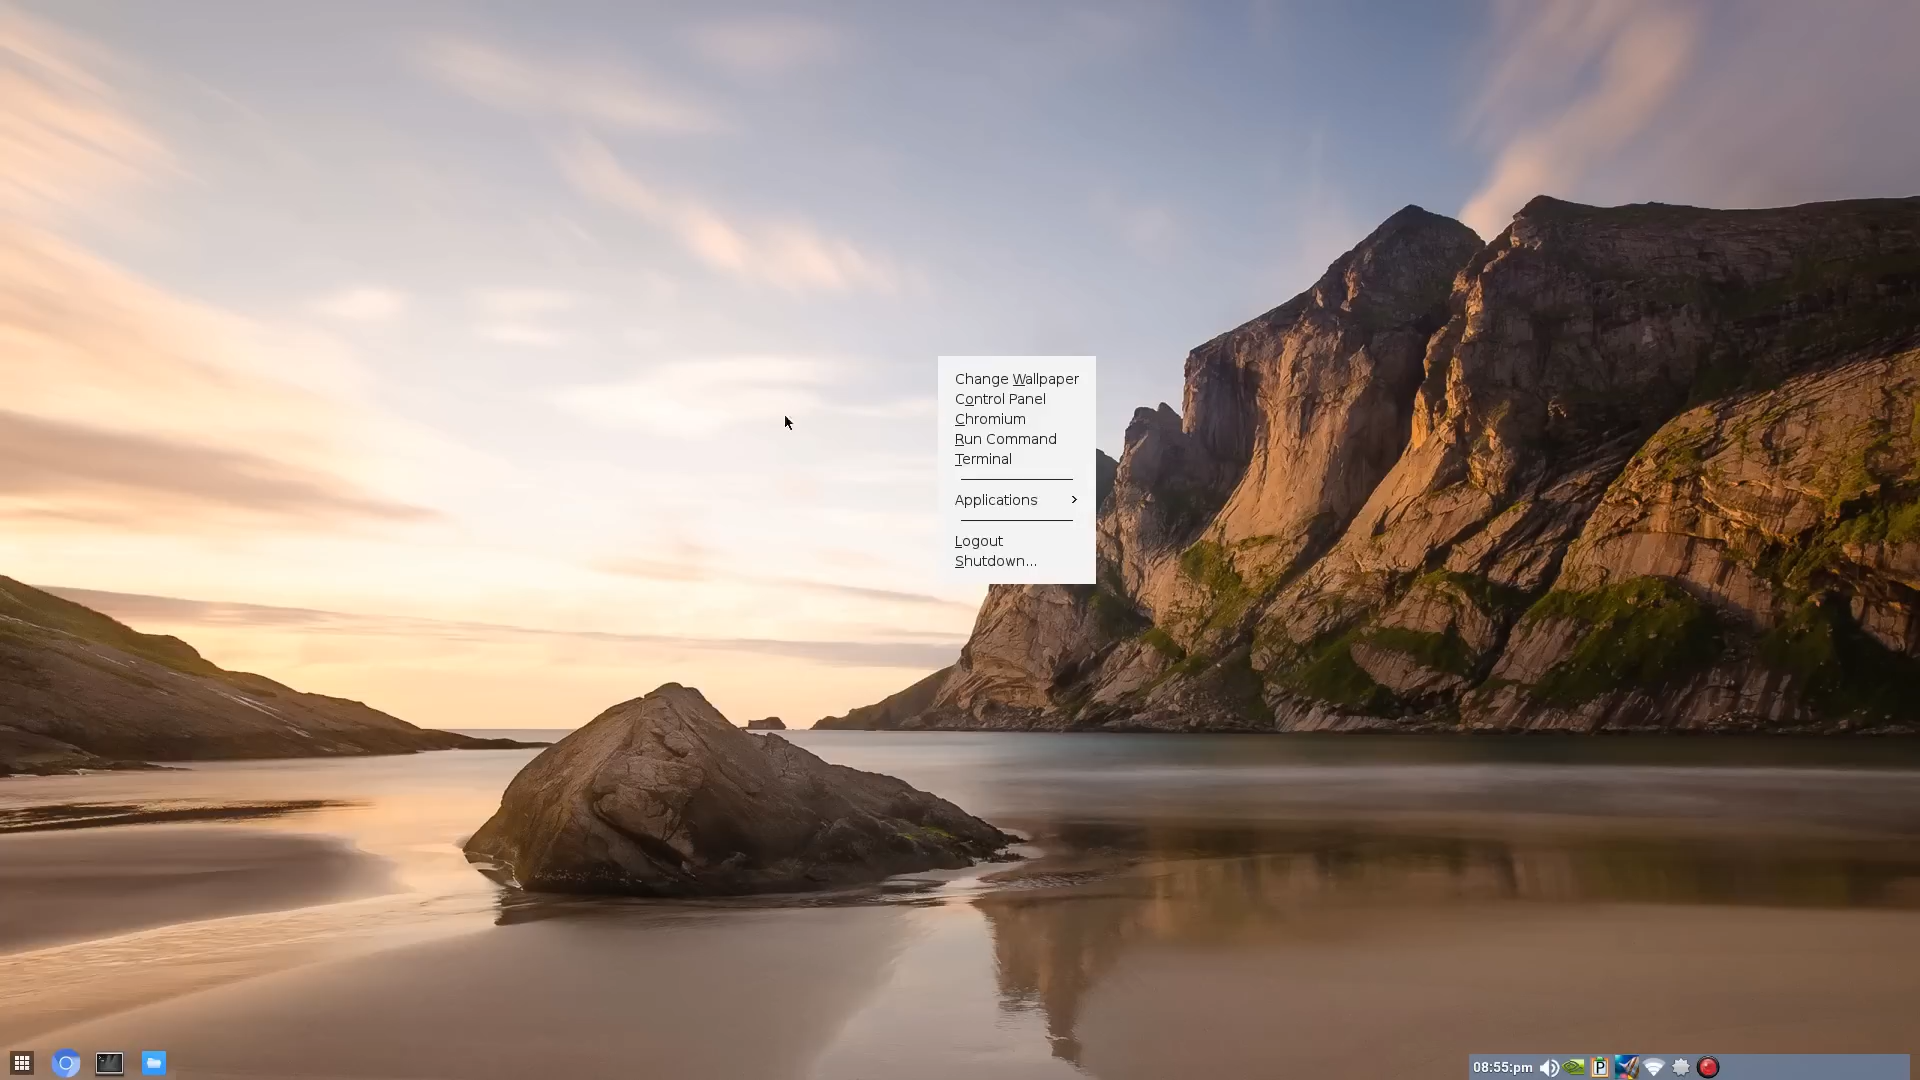 Change Wallpaper
Control Panel
Chromium
Run Command
Terminal
Applications
Logout
Shutdown...
08:55:pm
P